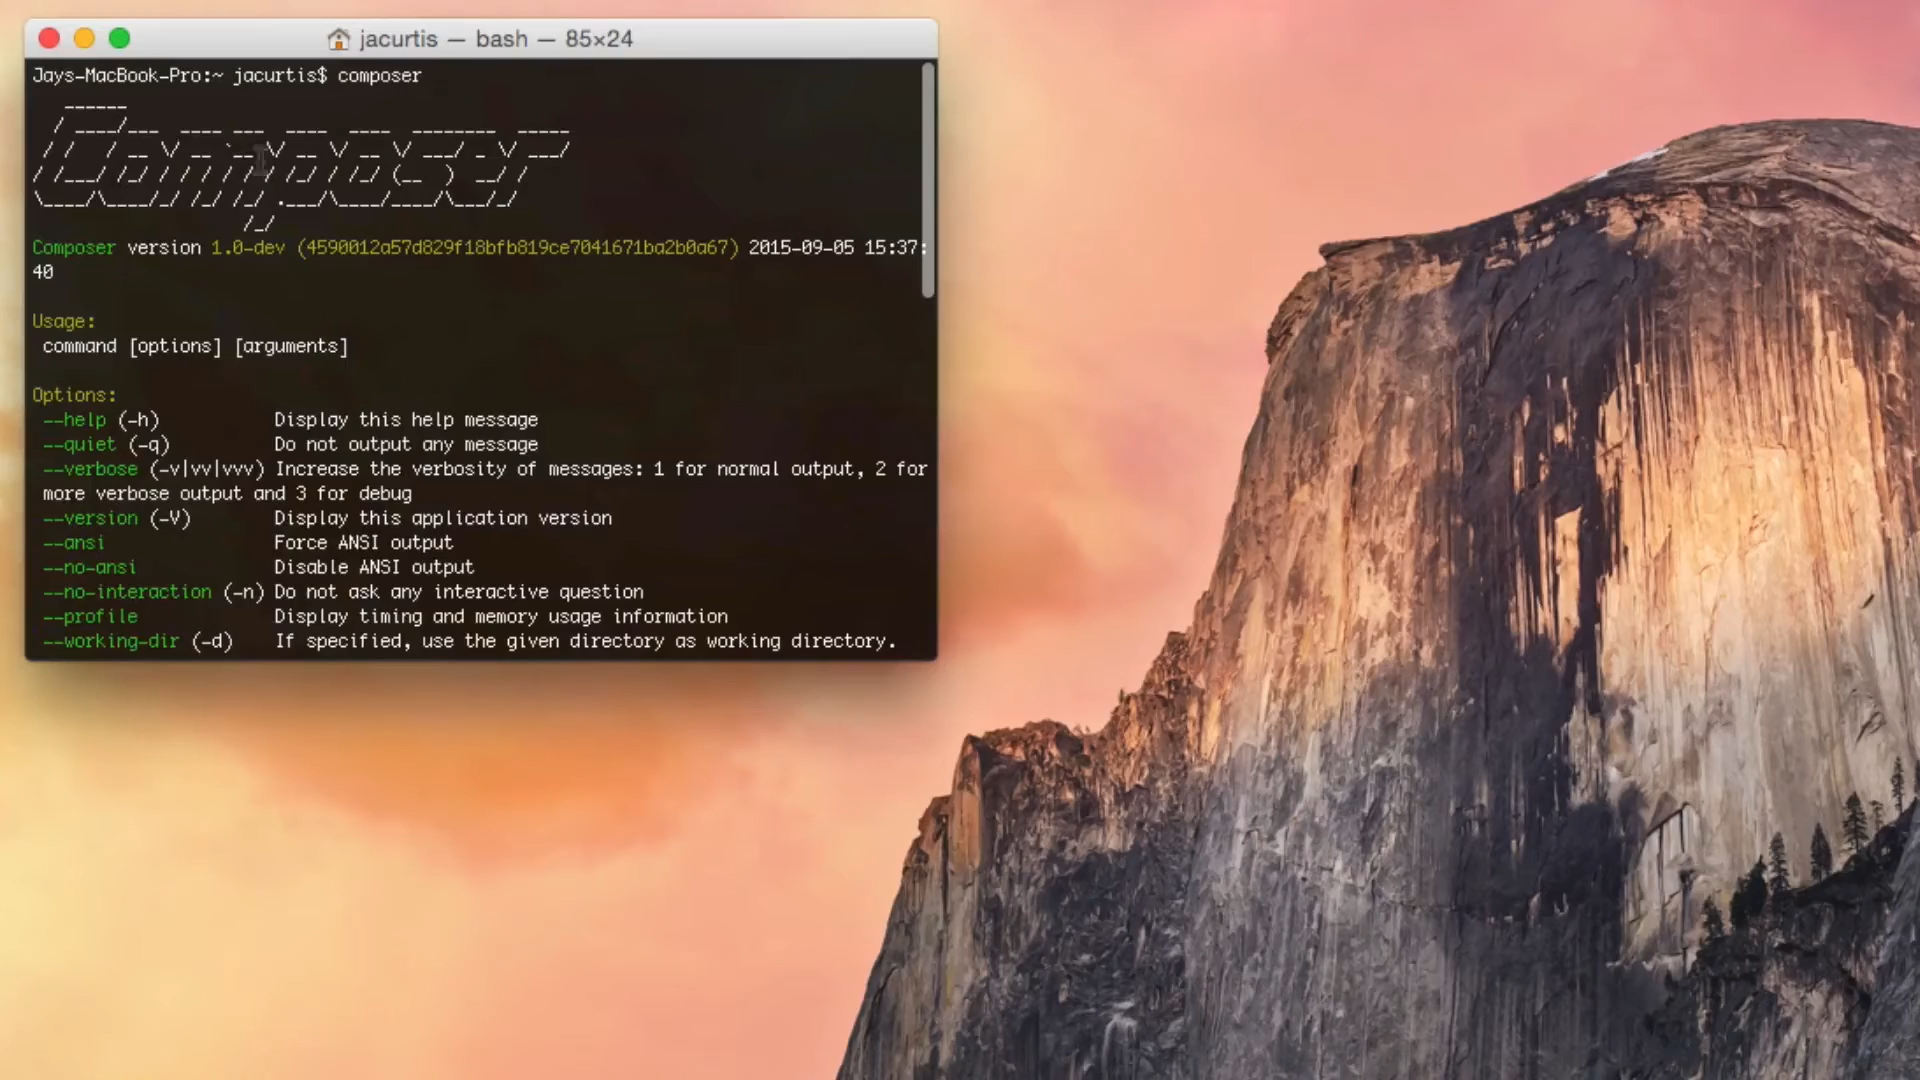 jacurtis — bash — 85×24
Jays-MacBook-Pro:~ jacurtis$ composer
Composer
Composer version 1.0-dev (4590012a57d829f18bfb819ce7041671ba2b0a67) 2015-09-05 15:37:
40
Usage:
command [options] [arguments]
Options:
--help (-h) Display this help message
--quiet (-q) Do not output any message
--verbose (-v|vv|vvv) Increase the verbosity of messages: 1 for normal output, 2 for
more verbose output and 3 for debug
--version (-V) Display this application version
--ansi Force ANSI output
--no-ansi Disable ANSI output
--no-interaction (-n) Do not ask any interactive question
--profile Display timing and memory usage information
--working-dir (-d) If specified, use the given directory as working directory.